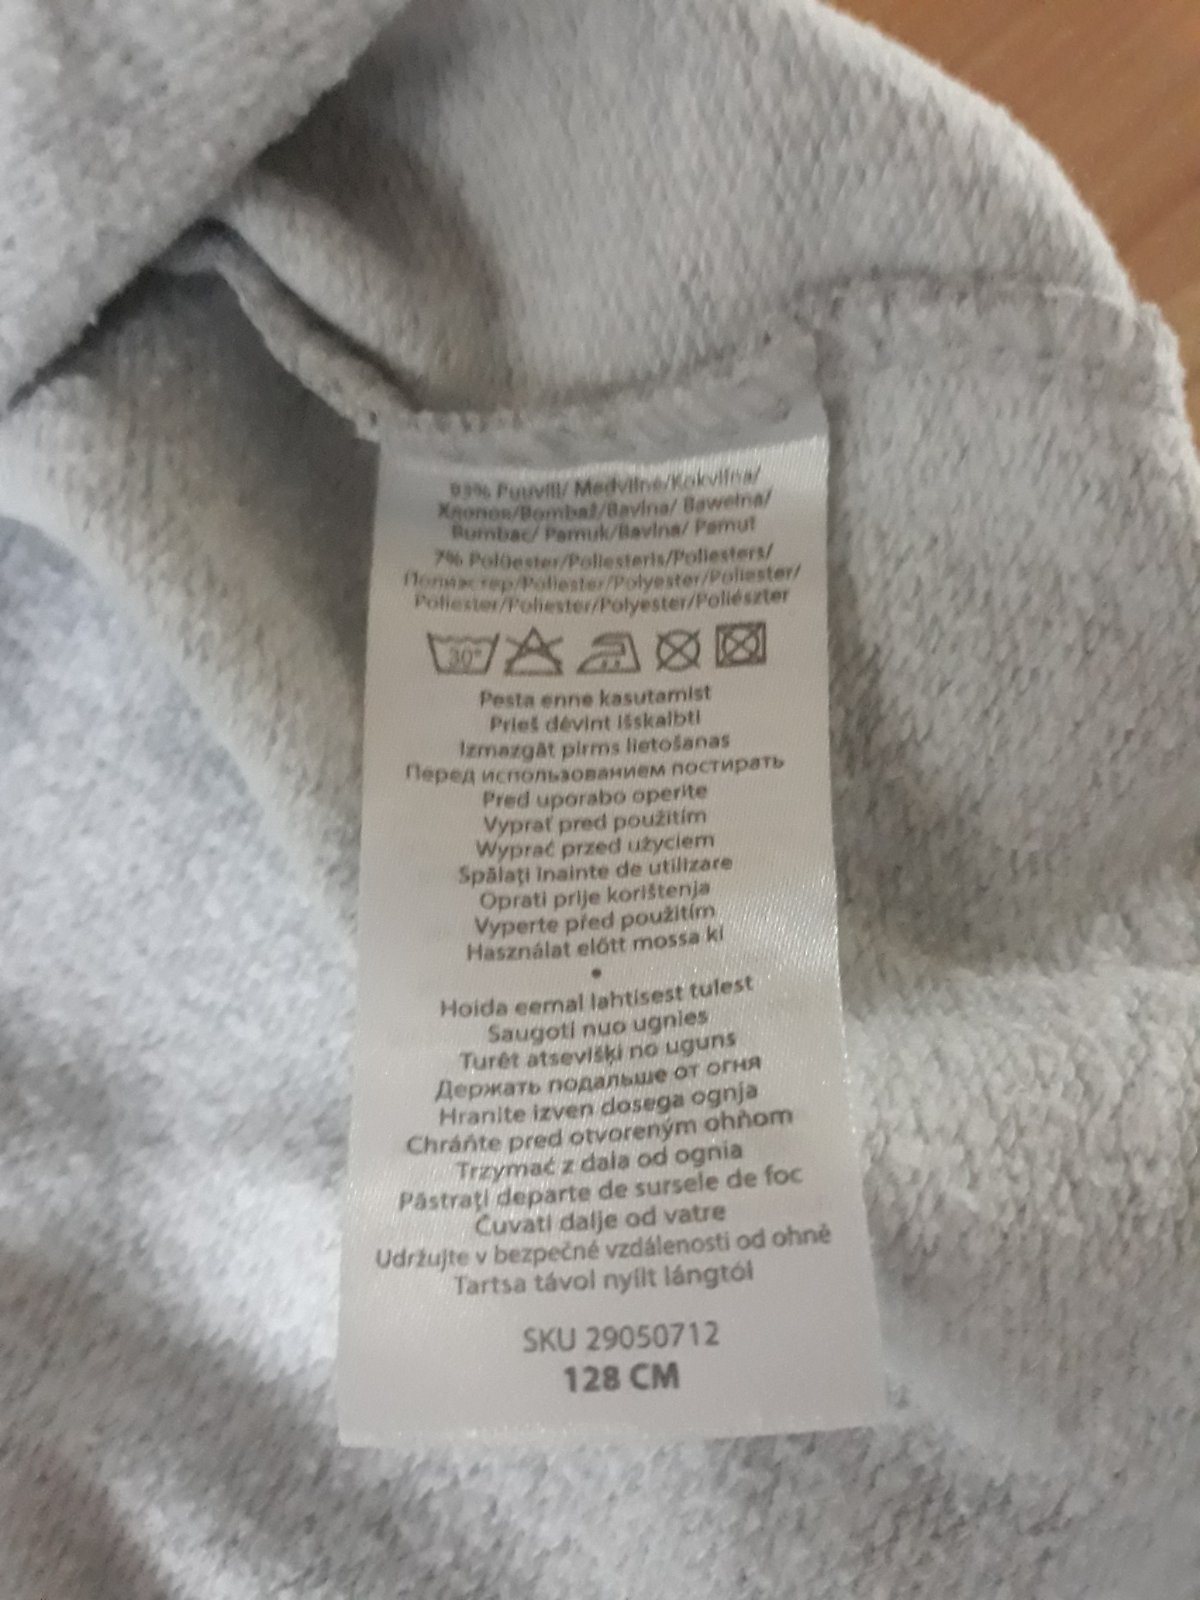 93% Puuvill/ Medvilnė/Kokvilna/
Хлопок/Bombaž/Bavlna/ Bawełna/
Bumbac/ Pamuk/Bavlna/ Pamut
7% Polüester/Poliesteris/Poliesters/
Полиэстер/Poliester/Polyester/Poliester/
Poliester/Poliester/Polyester/Poliészter
30°
Pesta enne kasutamist
Prieš dėvint išskalbti
Izmazgāt pirms lietošanas
Перед использованием постирать
Pred uporabo operite
Vyprať pred použitím
Wyprać przed użyciem
Spălaţi înainte de utilizare
Oprati prije korištenja
Vyperte před použitím
Használat előtt mossa ki
•
Hoida eemal lahtisest tulest
Saugoti nuo ugnies
Turēt atsevišķi no uguns
Держать подальше от огня
Hranite izven dosega ognja
Chráňte pred otvoreným ohňom
Trzymać z dala od ognia
Păstraţi departe de sursele de foc
Čuvati dalje od vatre
Udržujte v bezpečné vzdálenosti od ohně
Tartsa távol nyílt lángtól
SKU 29050712
128 CM